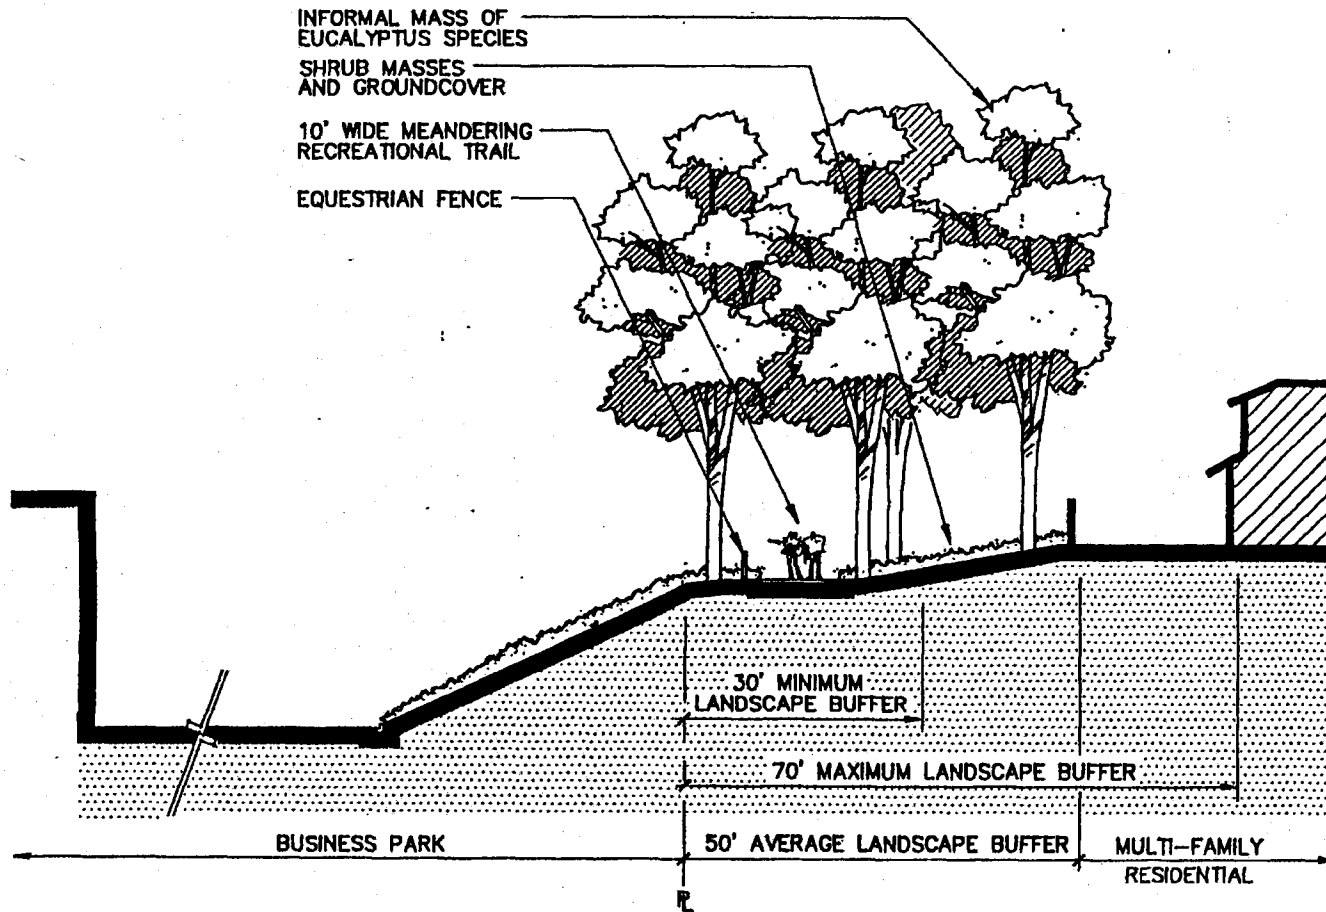 INFORMAL MASS OF
EUCALYPTUS SPECIES
SHRUB MASSES
AND GROUNDCOVER
10' WIDE MEANDERING
RECREATIONAL TRAIL
EQUESTRIAN FENCE
30' MINIMUM
LANDSCAPE BUFFER
70' MAXIMUM LANDSCAPE BUFFER
BUSINESS PARK
50' AVERAGE LANDSCAPE BUFFER
MULTI-FAMILY
RESIDENTIAL
PL